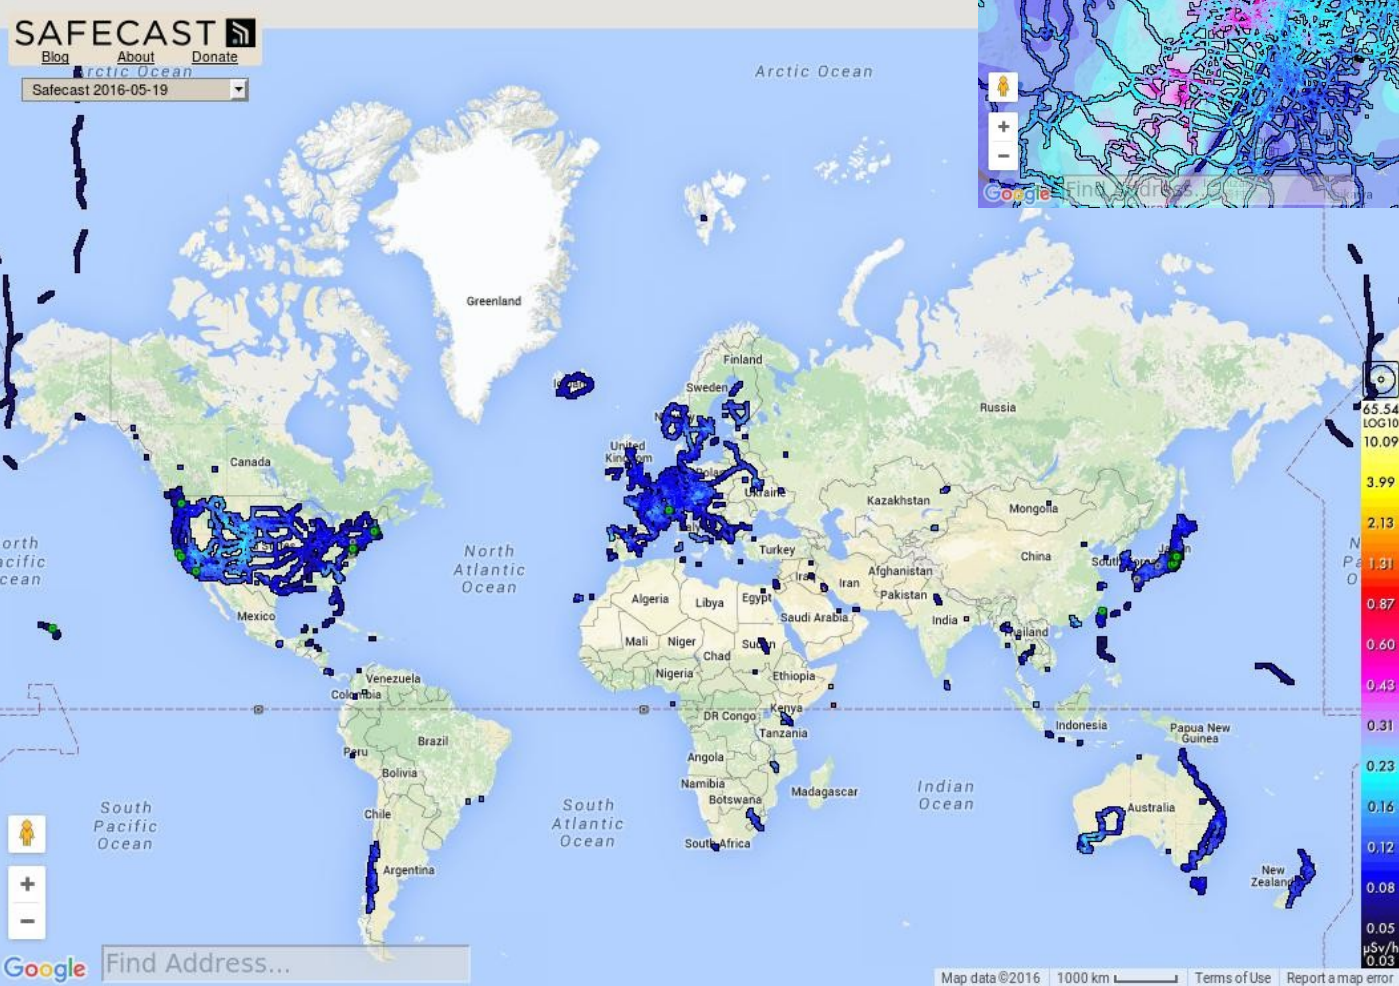 SAFECAST
Blog About Donate
Arctic Ocean
Safecast 2016-05-19
Arctic Ocean
Google
Find Address...
Greenland
Finland
Sweden
Russia
United
Kingdom
Canada
Ukraine
Kazakhstan
Mongolia
North
Atlantic
Ocean
Turkey
China
Afghanistan
Iran
Pakistan
Mexico
Algeria
Libya
Egypt
Saudi Arabia
India
Thailand
Mali
Niger
Chad
Sudan
Nigeria
Ethiopia
Venezuela
Colombia
DR Congo
Kenya
Tanzania
Indonesia
Papua New
Guinea
Brazil
Peru
Bolivia
Angola
Namibia
Botswana
Madagascar
Indian
Ocean
Australia
South
Pacific
Ocean
South
Atlantic
Ocean
Chile
South Africa
Argentina
New
Zealand
65.54
LOG10
10.09
3.99
2.13
1.31
0.87
0.60
0.43
0.31
0.23
0.16
0.12
0.08
0.05
µSv/h
0.03
Google
Find Address...
Map data ©2016 1000 km Terms of Use Report a map error